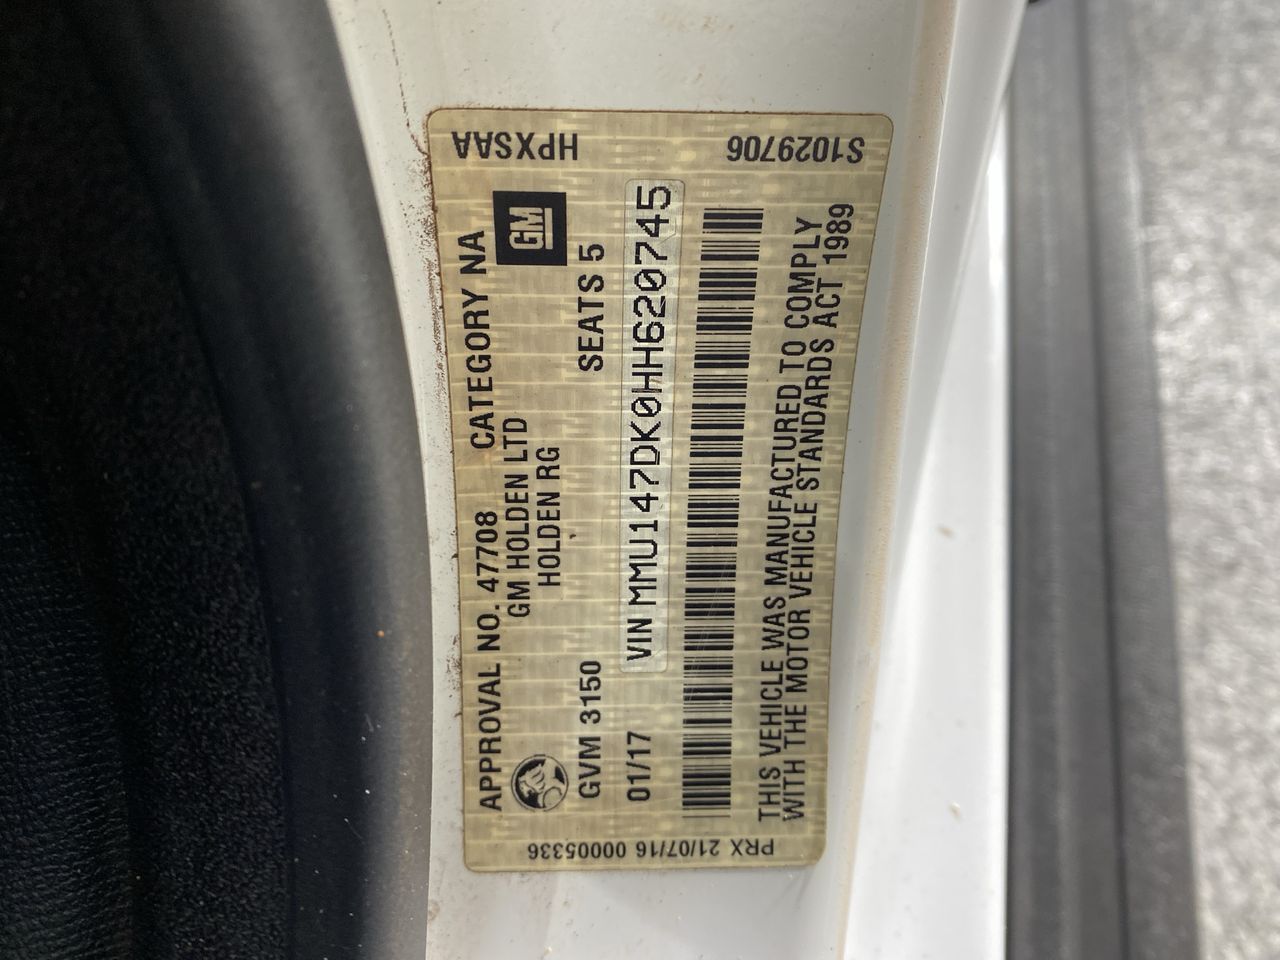 APPROVAL NO. 47708 CATEGORY NA
GM HOLDEN LTD
HOLDEN RG
GM
GVM 3150 SEATS 5
01/17 VIN MMU147DK0HH620745
THIS VEHICLE WAS MANUFACTURED TO COMPLY
WITH THE MOTOR VEHICLE STANDARDS ACT 1989
HPXSAA
S1029706
PRX 21/07/16 00005336